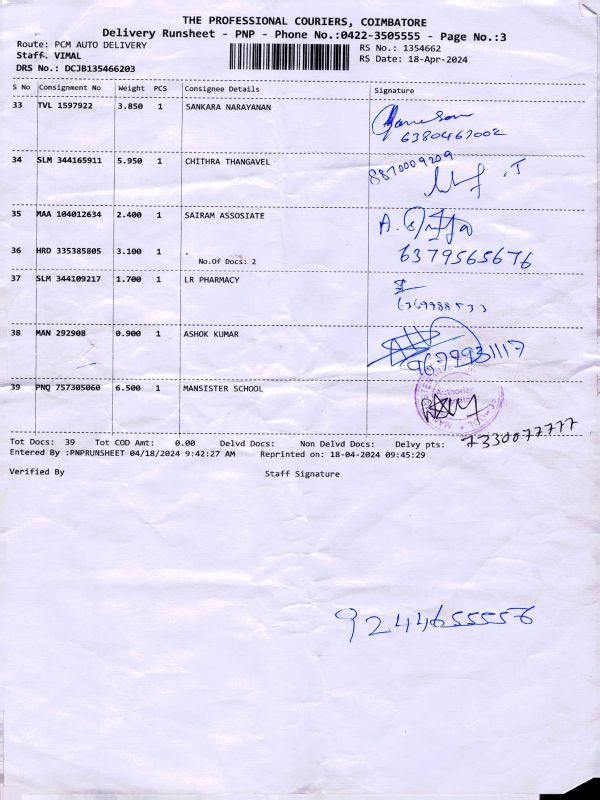 THE PROFESSIONAL COURIERS, COIMBATORE
Delivery Runsheet - PNP - Phone No.:0422-3505555 - Page No.:3
Route: PCM AUTO DELIVERY
RS No.: 1354662
Staff. VIMAL
RS Date: 18-Apr-2024
DRS No.: DCJB135466203
S No Consignment No Weight PCS Consignee Details Signature
33 TVL 1597922 3.850 1 SANKARA NARAYANAN
6380467002
34 SLM 344165911 5.950 1 CHITHRA THANGAVEL
8870009209
35 MAA 104012634 2.400 1 SAIRAM ASSOSIATE
36 HRD 335385805 3.100 1 .
No.Of Docs: 2
6379565676
37 SLM 344109217 1.700 1 LR PHARMACY
38 MAN 292908 0.900 1 ASHOK KUMAR
9677931117
39 PNQ 757305060 6.500 1 MANSISTER SCHOOL
7330077777
Tot Docs: 39 Tot COD Amt: 0.00 Delvd Docs: Non Delvd Docs: Delvy pts:
Entered By :PNPRUNSHEET 04/18/2024 9:42:27 AM Reprinted on: 18-04-2024 09:45:29
Verified By Staff Signature
9244655556